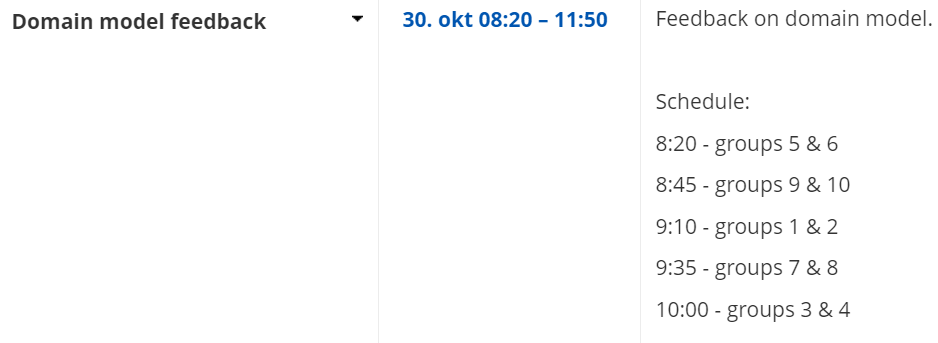 Domain model feedback
30. okt 08:20 – 11:50
Feedback on domain model.
Schedule:
8:20 - groups 5 & 6
8:45 - groups 9 & 10
9:10 - groups 1 & 2
9:35 - groups 7 & 8
10:00 - groups 3 & 4